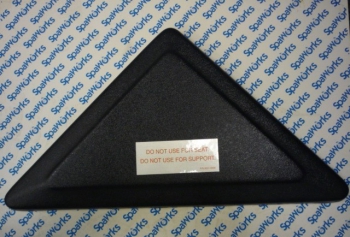 SpaWorks
DO NOT USE FOR SEAT
DO NOT USE FOR SUPPORT